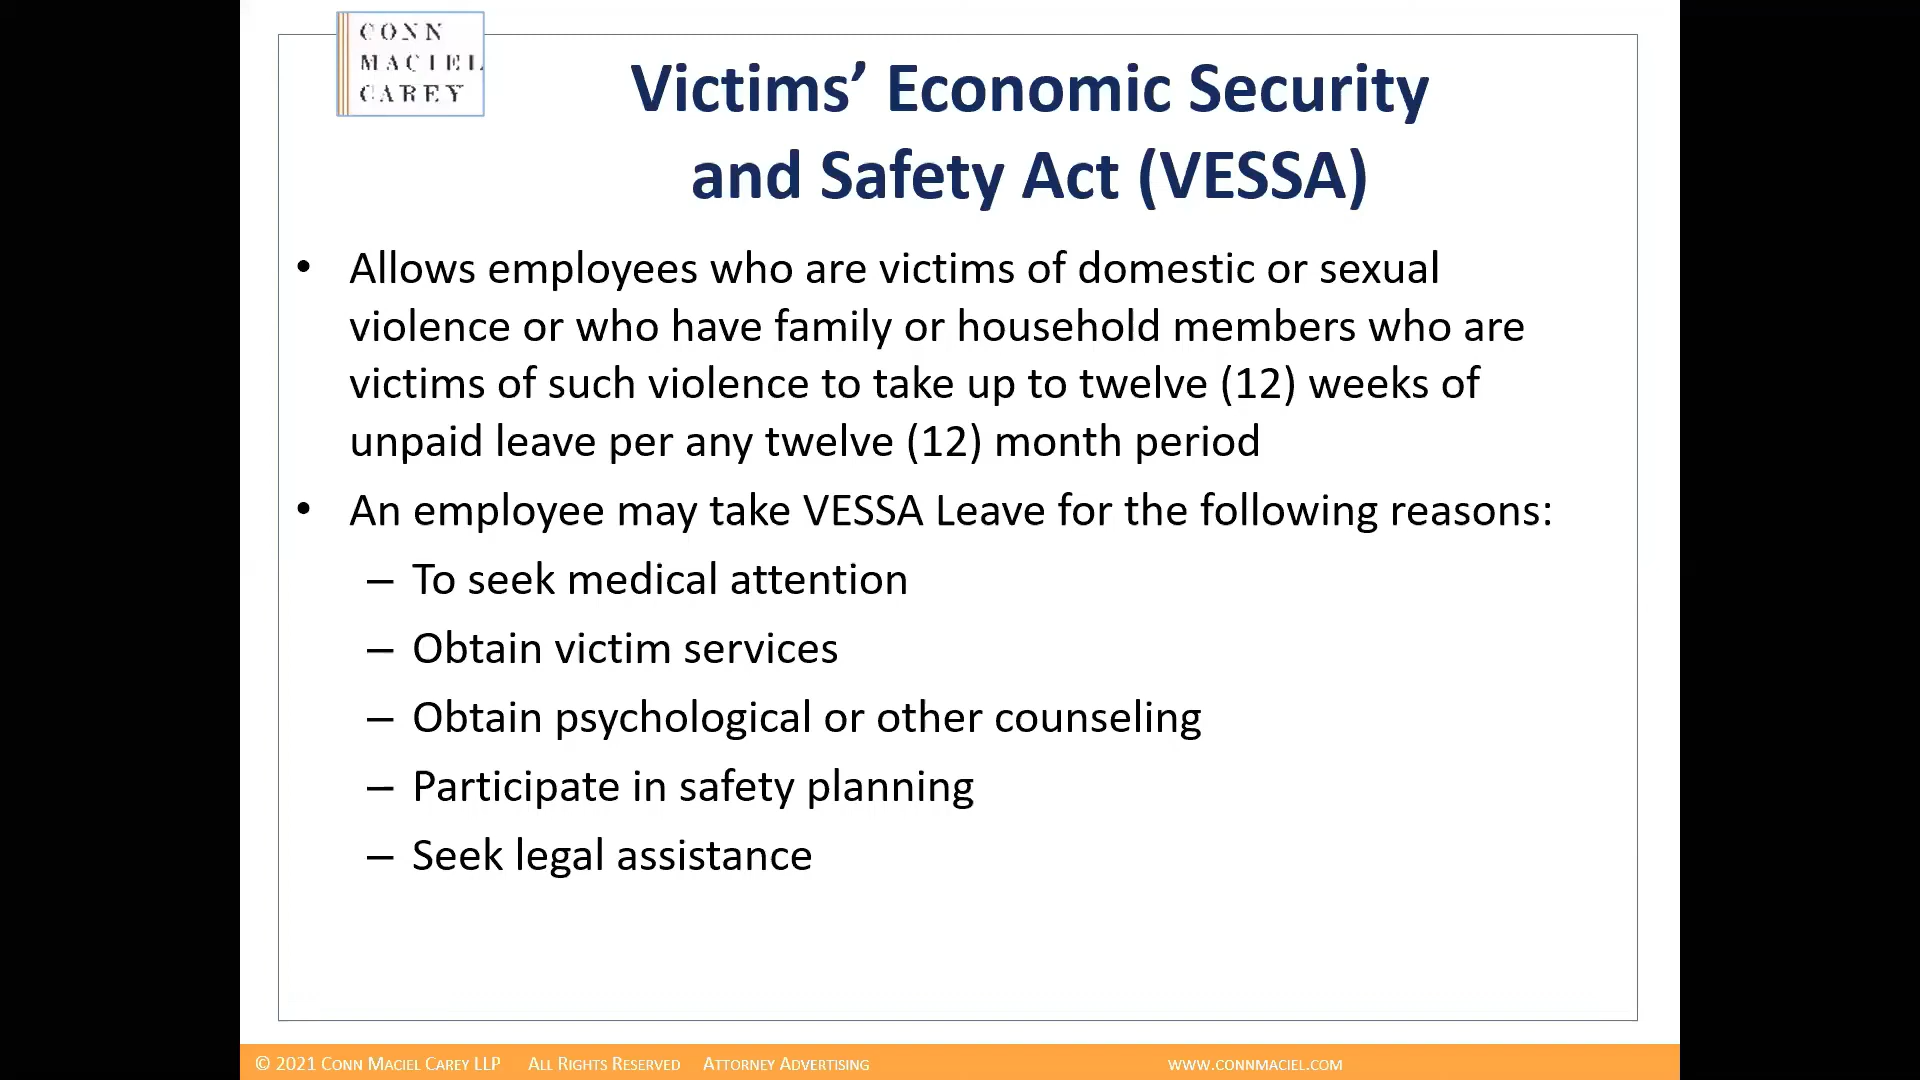 CONN
MACIEL
CAREY
Victims’ Economic Security
and Safety Act (VESSA)
• Allows employees who are victims of domestic or sexual
violence or who have family or household members who are
victims of such violence to take up to twelve (12) weeks of
unpaid leave per any twelve (12) month period
• An employee may take VESSA Leave for the following reasons:
– To seek medical attention
– Obtain victim services
– Obtain psychological or other counseling
– Participate in safety planning
– Seek legal assistance
© 2021 CONN MACIEL CAREY LLP ALL RIGHTS RESERVED ATTORNEY ADVERTISING WWW.CONNMACIEL.COM